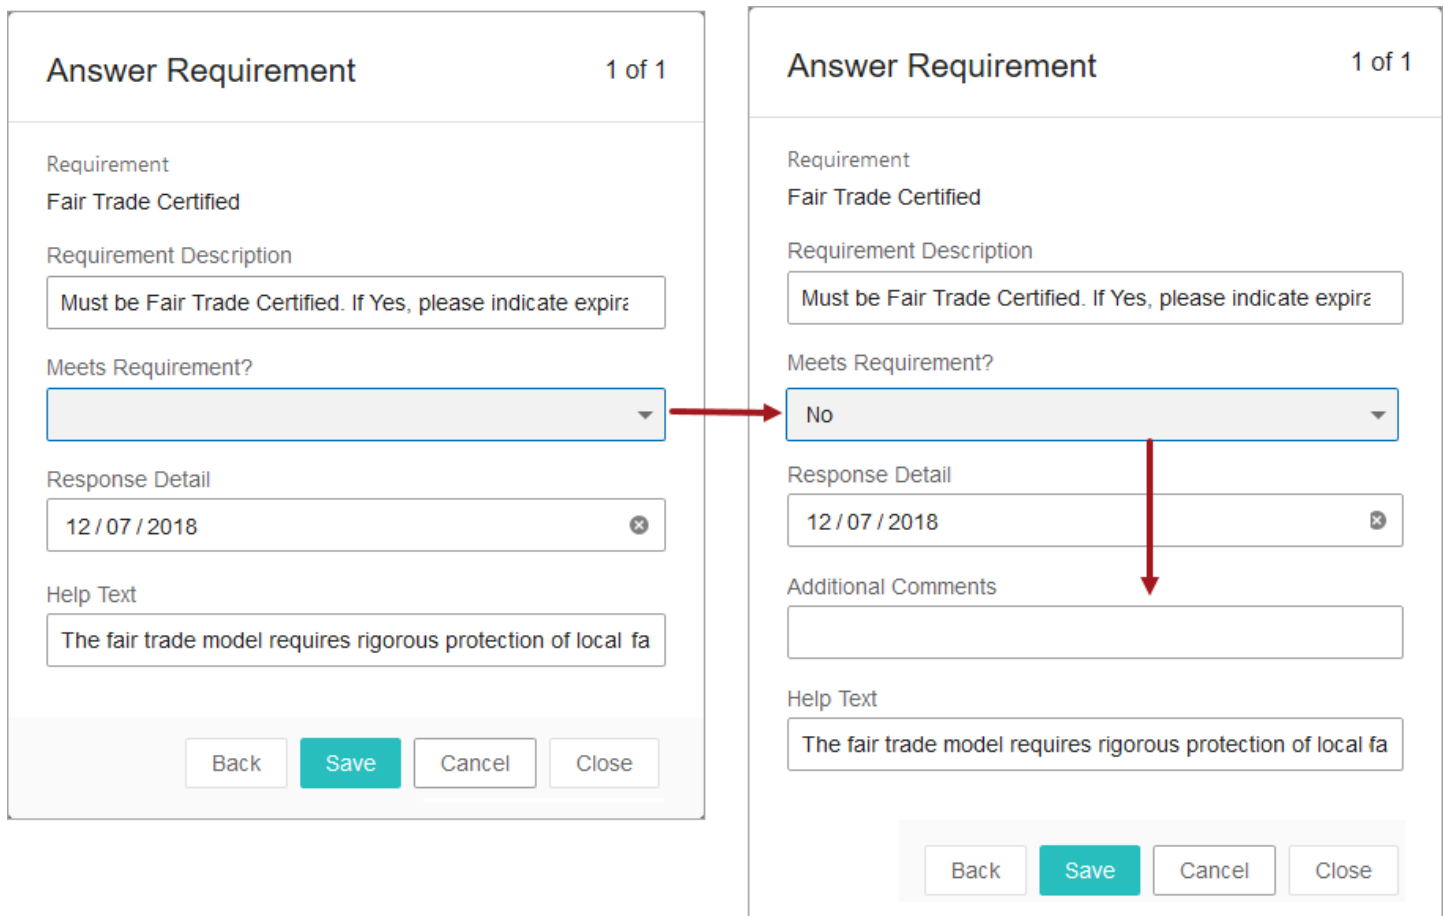 Answer Requirement
1 of 1
Requirement
Fair Trade Certified
Requirement Description
Must be Fair Trade Certified. If Yes, please indicate expira
Meets Requirement?
Response Detail
12 / 07 / 2018
Help Text
The fair trade model requires rigorous protection of local fa
Back
Save
Cancel
Close
Answer Requirement
1 of 1
Requirement
Fair Trade Certified
Requirement Description
Must be Fair Trade Certified. If Yes, please indicate expira
Meets Requirement?
No
Response Detail
12 / 07 / 2018
Additional Comments
Help Text
The fair trade model requires rigorous protection of local fa
Back
Save
Cancel
Close